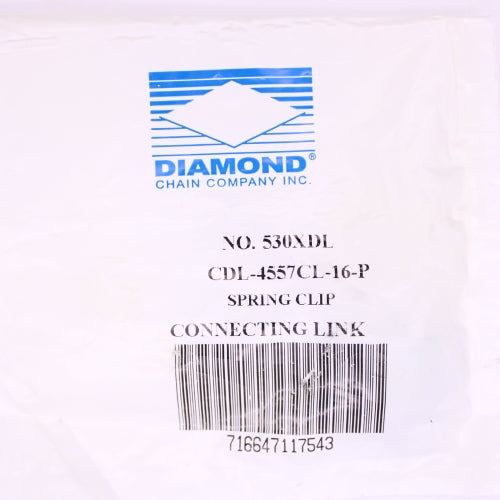 DIAMOND®
CHAIN COMPANY INC.
NO. 530XDL
CDL-4557CL-16-P
SPRING CLIP
CONNECTING LINK
716647117543